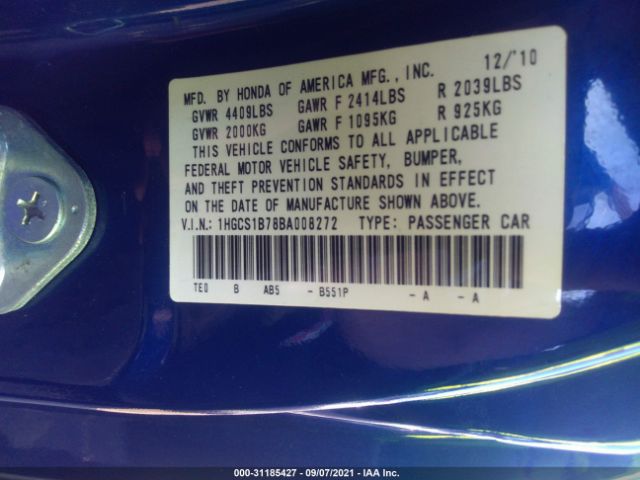 MFD. BY HONDA OF AMERICA MFG., INC. 12/'10
GVWR 4409LBS GAWR F 2414LBS R 2039LBS
GVWR 2000KG GAWR F 1095KG R 925KG
THIS VEHICLE CONFORMS TO ALL APPLICABLE
FEDERAL MOTOR VEHICLE SAFETY, BUMPER,
AND THEFT PREVENTION STANDARDS IN EFFECT
ON THE DATE OF MANUFACTURE SHOWN ABOVE.
V.I.N.: 1HGCS1B78BA008272 TYPE: PASSENGER CAR
TE0 B AB5 - B551P - A - A
000-31185427 - 09/07/2021 - IAA Inc.